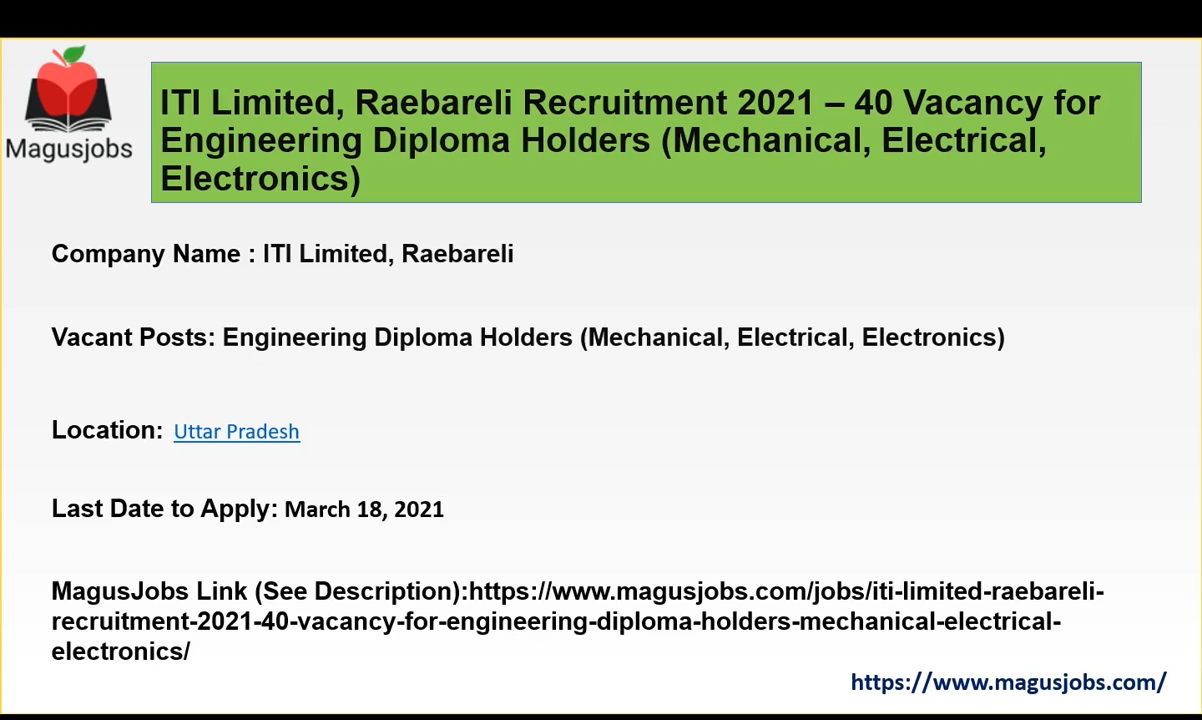 Magusjobs
ITI Limited, Raebareli Recruitment 2021 – 40 Vacancy for
Engineering Diploma Holders (Mechanical, Electrical,
Electronics)
Company Name : ITI Limited, Raebareli
Vacant Posts: Engineering Diploma Holders (Mechanical, Electrical, Electronics)
Location: Uttar Pradesh
Last Date to Apply: March 18, 2021
MagusJobs Link (See Description):https://www.magusjobs.com/jobs/iti-limited-raebareli-
recruitment-2021-40-vacancy-for-engineering-diploma-holders-mechanical-electrical-
electronics/
https://www.magusjobs.com/